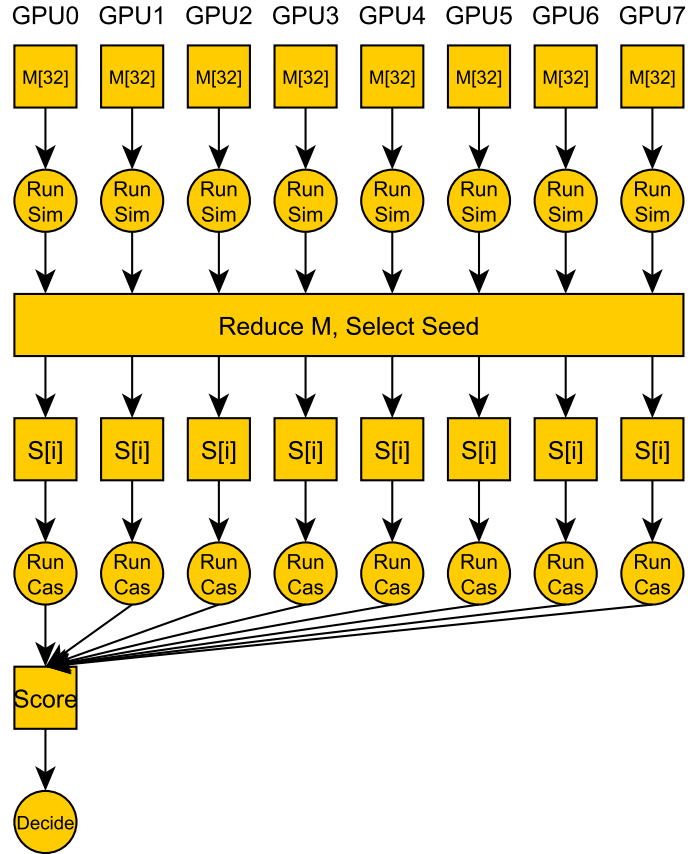 GPU0 GPU1 GPU2 GPU3 GPU4 GPU5 GPU6 GPU7
M[32] M[32] M[32] M[32] M[32] M[32] M[32] M[32]
Run Run Run Run Run Run Run Run
Sim Sim Sim Sim Sim Sim Sim Sim
Reduce M, Select Seed
S[i] S[i] S[i] S[i] S[i] S[i] S[i] S[i]
Run Run Run Run Run Run Run Run
Cas Cas Cas Cas Cas Cas Cas Cas
Score
Decide